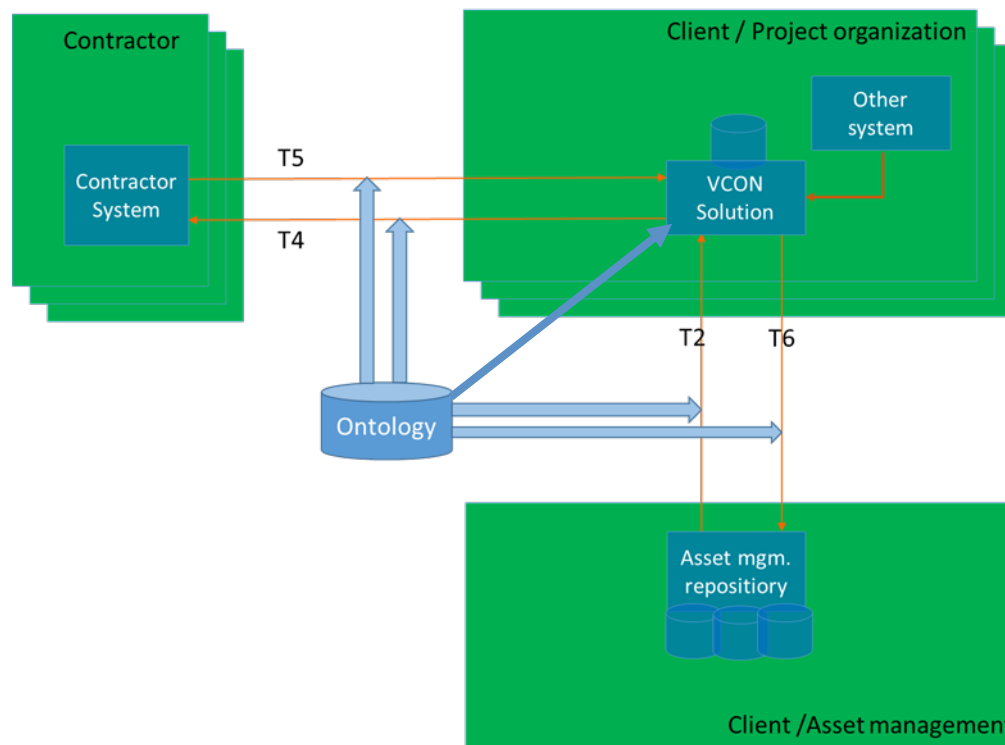 Contractor
Client / Project organization
Other
system
T5
Contractor
System
VCON
Solution
T4
T2
T6
Ontology
Asset mgm.
repositiory
Client /Asset management